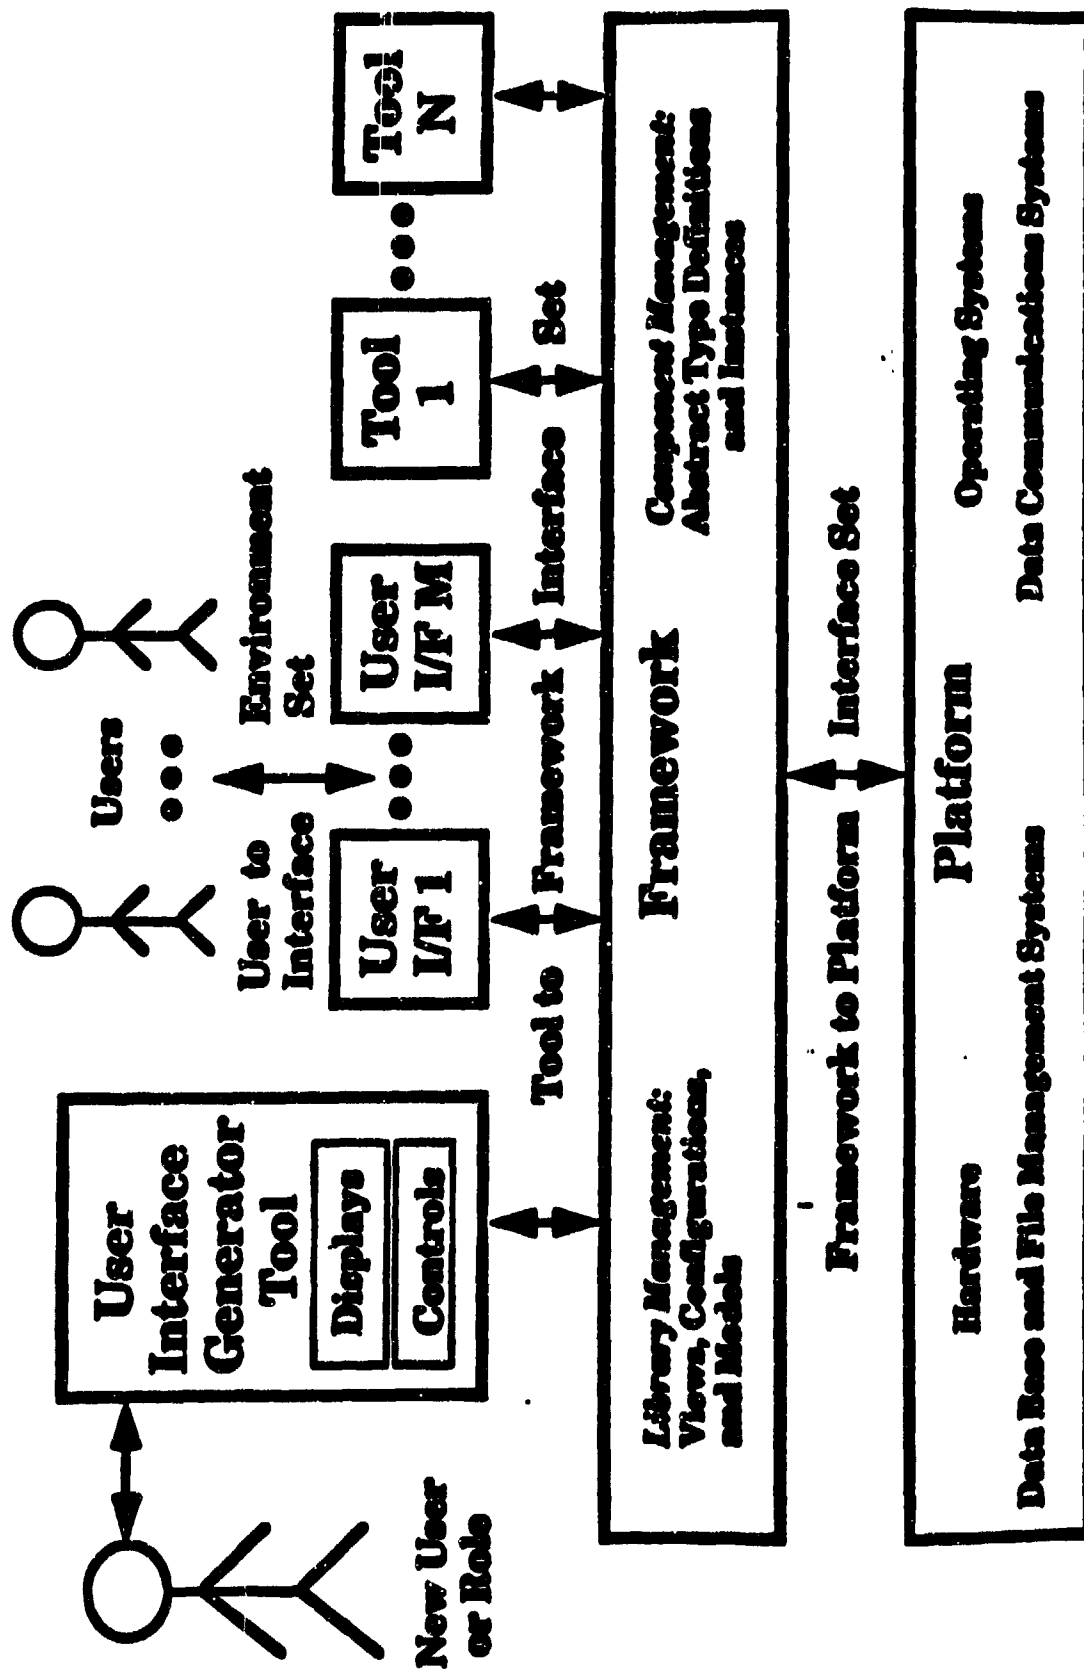 Users
New User
or Role
User
Interface
Generator
Tool
Displays
Controls
User to
Interface
Environment
Set
User
I/F 1
User
I/F M
Tool
1
Tool
N
Tool to Framework Interface Set
Library Management:
Views, Configurations,
and Models
Framework
Component Management:
Abstract Type Definitions
and Instances
Framework to Platform Interface Set
Platform
Hardware
Operating Systems
Data Base and File Management Systems
Data Communications Systems